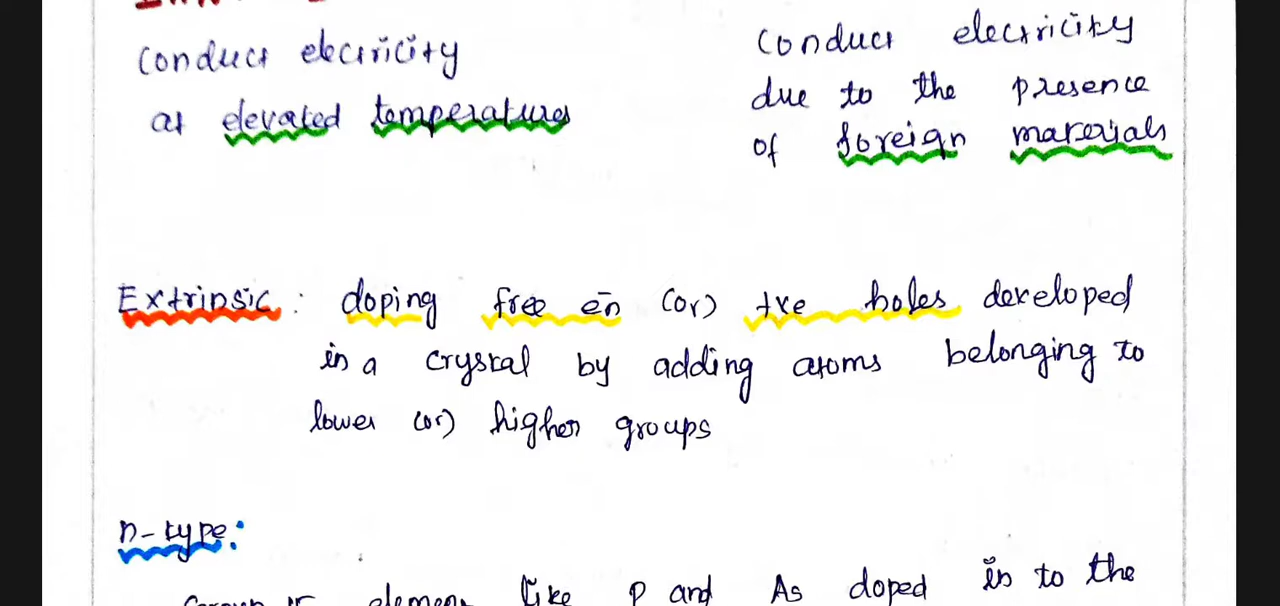 Conduct electricity
at elevated temperatures
Conduct electricity
due to the presence
of foreign materials
Extrinsic : doping free en̄ (or) +ve holes developed
in a crystal by adding atoms belonging to
lower (or) higher groups
n-type:
element like P and As doped in to the